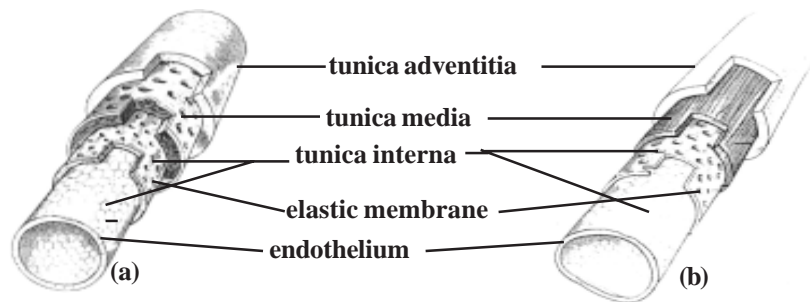 tunica adventitia
tunica media
tunica interna
elastic membrane
endothelium
(a)
(b)